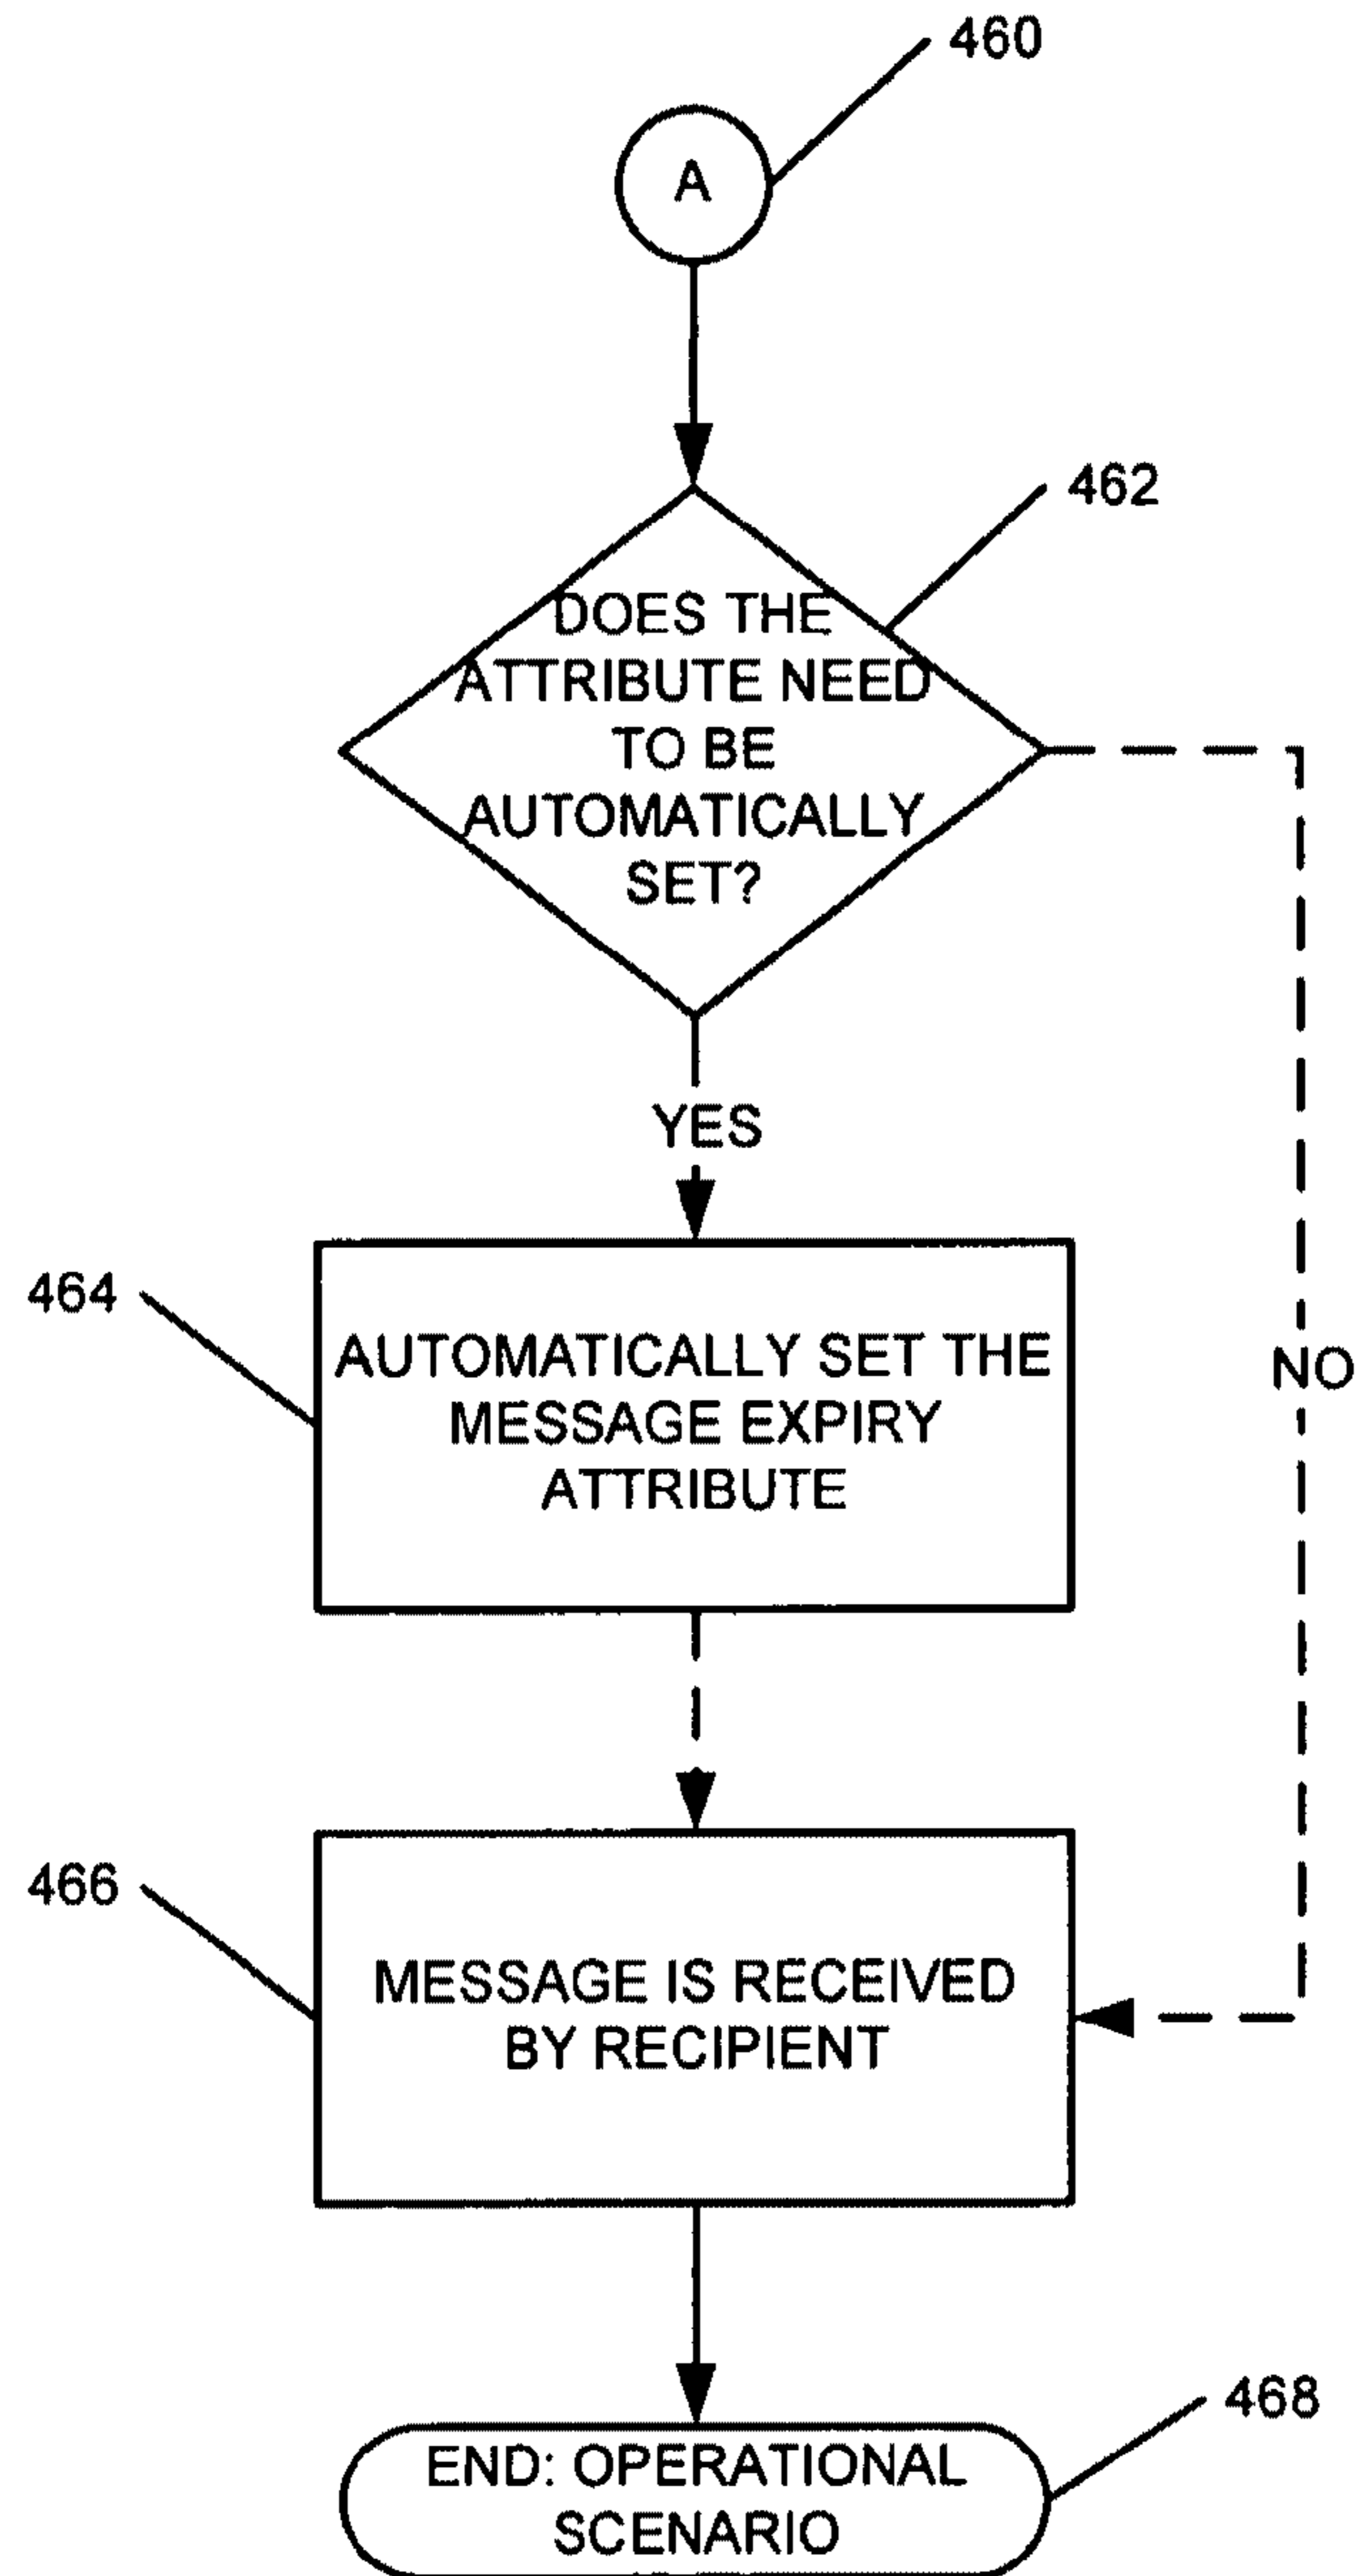 460
A
462
DOES THE
ATTRIBUTE NEED
TO BE
AUTOMATICALLY
SET?
YES
464
AUTOMATICALLY SET THE
MESSAGE EXPIRY
ATTRIBUTE
NO
466
MESSAGE IS RECEIVED
BY RECIPIENT
468
END: OPERATIONAL
SCENARIO